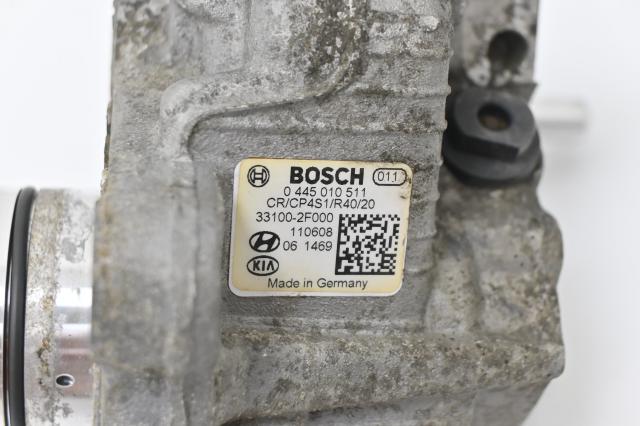 BOSCH 011
0 445 010 511
CR/CP4S1/R40/20
33100-2F000
110608
06 1469
KIA
Made in Germany